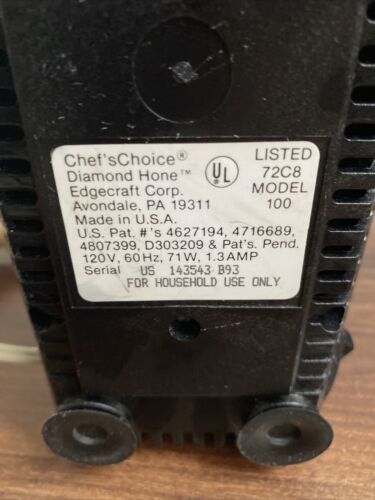 Chef'sChoice®
Diamond Hone™
Edgecraft Corp.
Avondale, PA 19311
Made in U.S.A.
UL
LISTED
72C8
MODEL
100
U.S. Pat. #'s 4627194, 4716689,
4807399, D303209 & Pat's. Pend.
120V, 60Hz, 71W, 1.3AMP
Serial US 143543 B93
FOR HOUSEHOLD USE ONLY